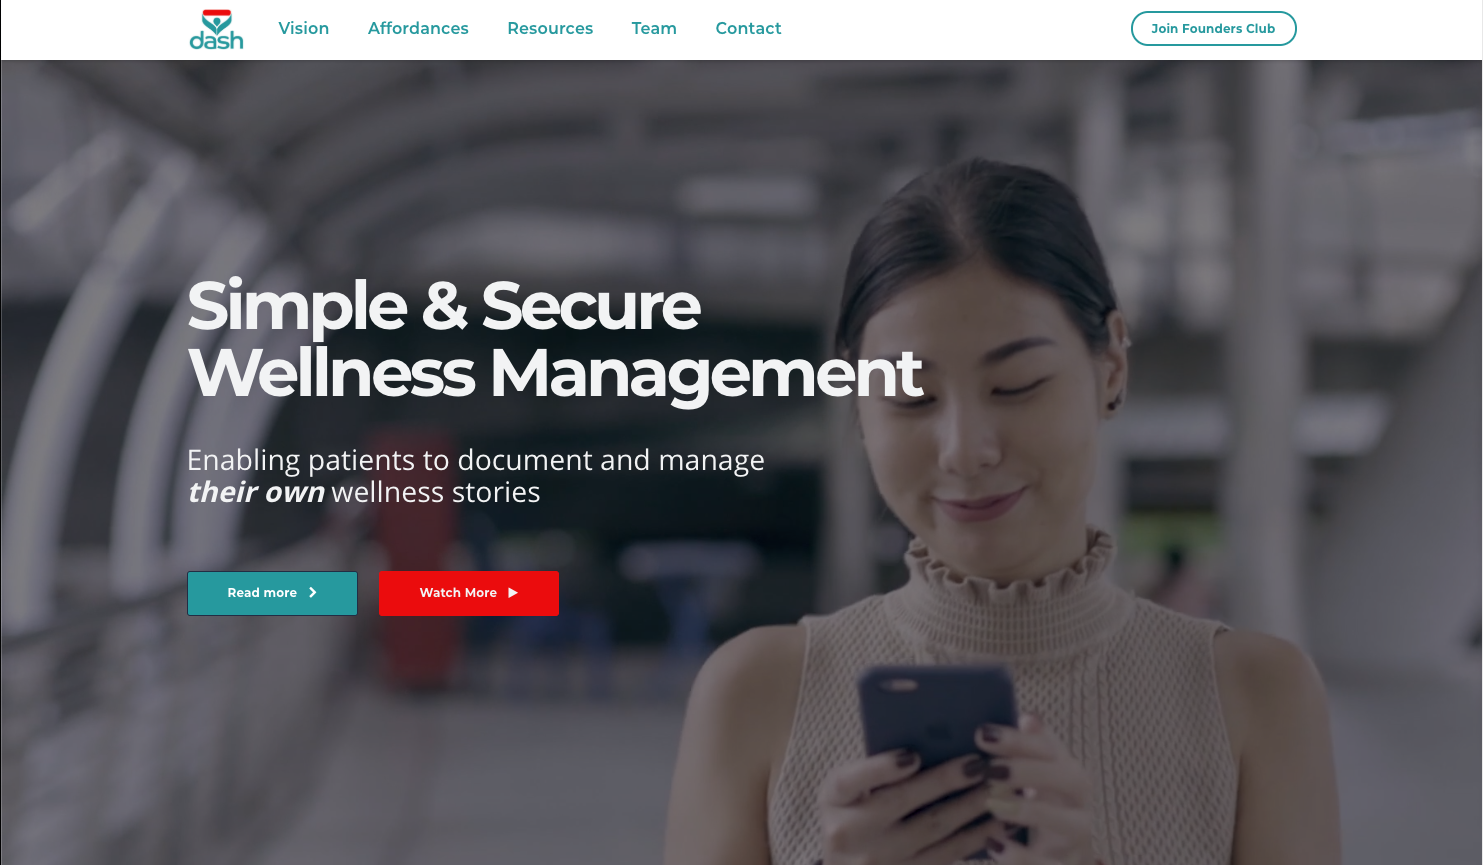 dash
Vision
Affordances
Resources
Team
Contact
Join Founders Club
Simple & Secure
Wellness Management
Enabling patients to document and manage
their own wellness stories
Read more
Watch More